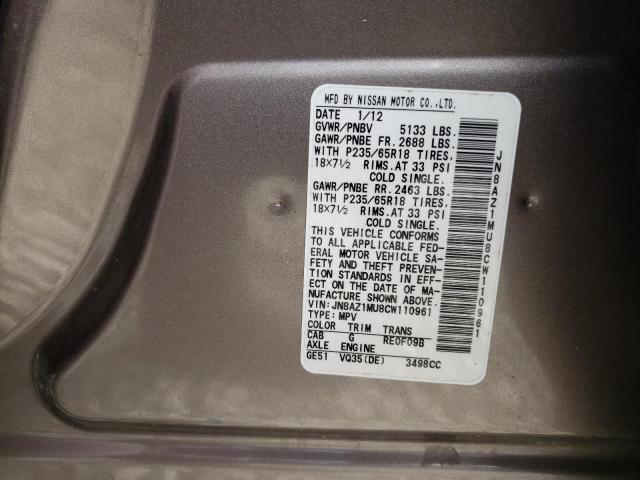 MFD BY NISSAN MOTOR CO.,LTD.
DATE 1/12
GVWR/PNBV 5133 LBS.
GAWR/PNBE FR. 2688 LBS.
WITH P235/65R18 TIRES.
18×7½ RIMS. AT 33 PSI
COLD SINGLE.
GAWR/PNBE RR. 2463 LBS.
WITH P235/65R18 TIRES.
18×7½ RIMS. AT 33 PSI
COLD SINGLE.
THIS VEHICLE CONFORMS
TO ALL APPLICABLE FED-
ERAL MOTOR VEHICLE SA-
FETY AND THEFT PREVEN-
TION STANDARDS IN EFF-
ECT ON THE DATE OF MA-
NUFACTURE SHOWN ABOVE.
VIN: JN8AZ1MU8CW110961
TYPE: MPV
COLOR TRIM TRANS
CAB G RE0F09B
AXLE ENGINE
GE51 VQ35(DE) 3498CC
JN8AZ1MU8CW110961